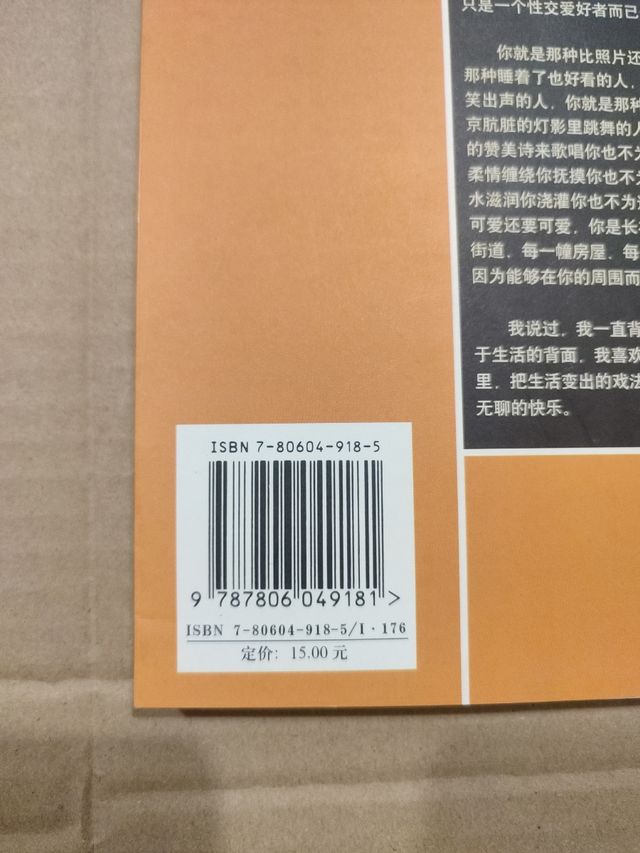 只是一个性交爱好者而已
你就是那种比照片还
那种睡着了也好看的人，
笑出声的人，你就是那种
京肮脏的灯影里跳舞的人
的赞美诗来歌唱你也不为
柔情缠绕你抚摸你也不为
水滋润你浇灌你也不为
可爱还要可爱，你是长
街道，每一幢房屋，每
因为能够在你的周围而
我说过，我一直背
于生活的背面，我喜欢
里，把生活变出的戏法
无聊的快乐。
ISBN 7-80604-918-5
9 787806 049181 >
ISBN 7-80604-918-5/I·176
定价：15.00 元